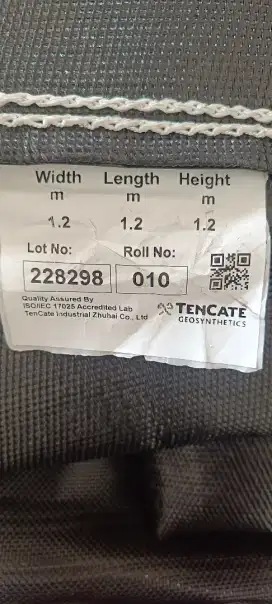 Width Length Height
m m m
1.2 1.2 1.2
Lot No: Roll No:
228298 010
Quality Assured By
ISO/IEC 17025 Accredited Lab
TenCate Industrial Zhuhai Co., Ltd
TENCATE
GEOSYNTHETICS